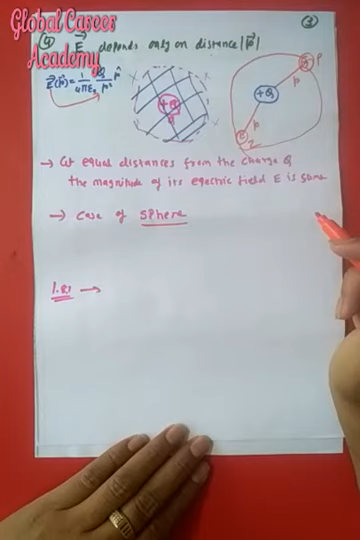 Global Career
Academy
③
④ E⃗ depends only on distance |r⃗|
E⃗(r⃗) = 1/4πε₀ Q/r² r̂
+Q
+Q
r
r
P
→ At equal distances from the charge Q
the magnitude of its electric field E is same
→ case of sphere
→